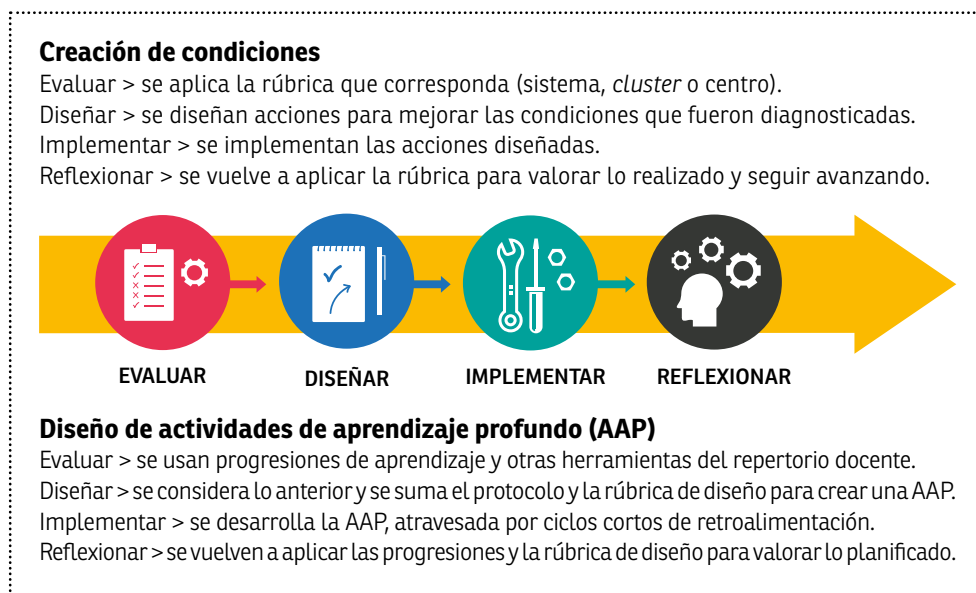 Creación de condiciones
Evaluar > se aplica la rúbrica que corresponda (sistema, cluster o centro).
Diseñar > se diseñan acciones para mejorar las condiciones que fueron diagnosticadas.
Implementar > se implementan las acciones diseñadas.
Reflexionar > se vuelve a aplicar la rúbrica para valorar lo realizado y seguir avanzando.
EVALUAR
DISEÑAR
IMPLEMENTAR
REFLEXIONAR
Diseño de actividades de aprendizaje profundo (AAP)
Evaluar > se usan progresiones de aprendizaje y otras herramientas del repertorio docente.
Diseñar > se considera lo anterior y se suma el protocolo y la rúbrica de diseño para crear una AAP.
Implementar > se desarrolla la AAP, atravesada por ciclos cortos de retroalimentación.
Reflexionar > se vuelven a aplicar las progresiones y la rúbrica de diseño para valorar lo planificado.